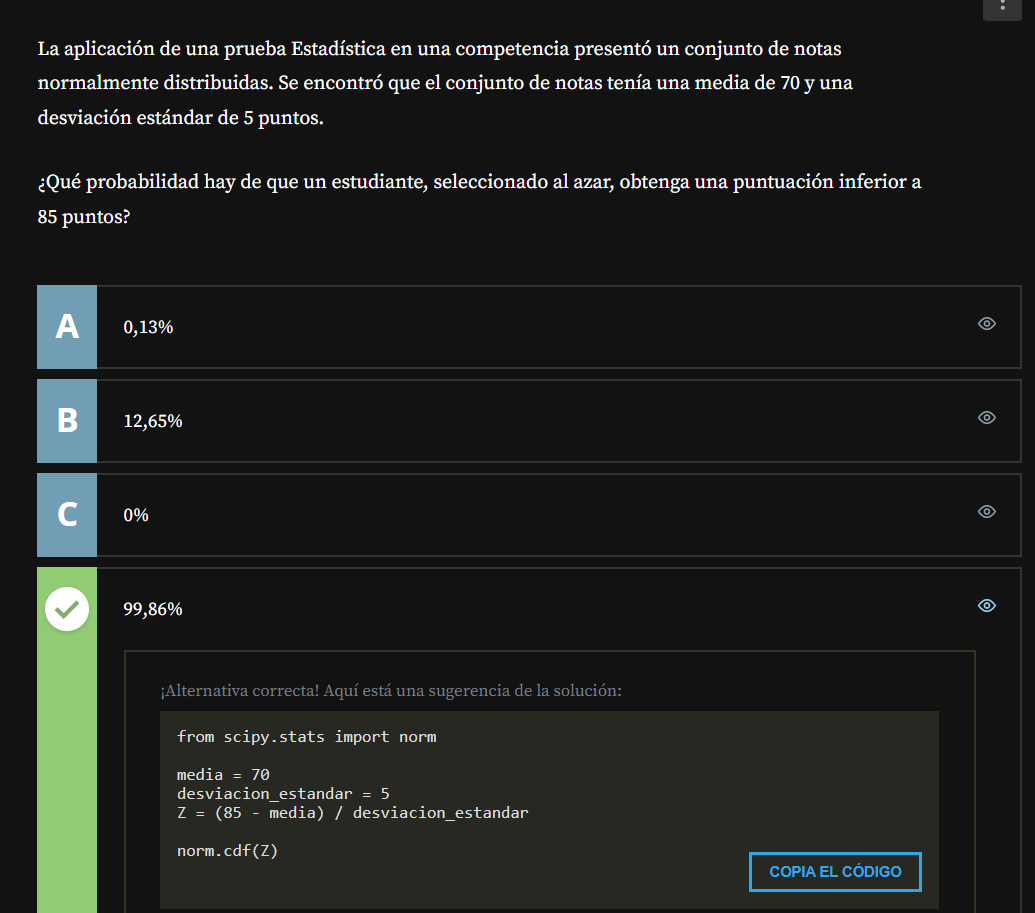 La aplicación de una prueba Estadística en una competencia presentó un conjunto de notas
normalmente distribuidas. Se encontró que el conjunto de notas tenía una media de 70 y una
desviación estándar de 5 puntos.
¿Qué probabilidad hay de que un estudiante, seleccionado al azar, obtenga una puntuación inferior a
85 puntos?
A
0,13%
B
12,65%
C
0%
99,86%
¡Alternativa correcta! Aquí está una sugerencia de la solución:
from scipy.stats import norm
media = 70
desviacion_estandar = 5
Z = (85 - media) / desviacion_estandar
norm.cdf(Z)
COPIA EL CÓDIGO